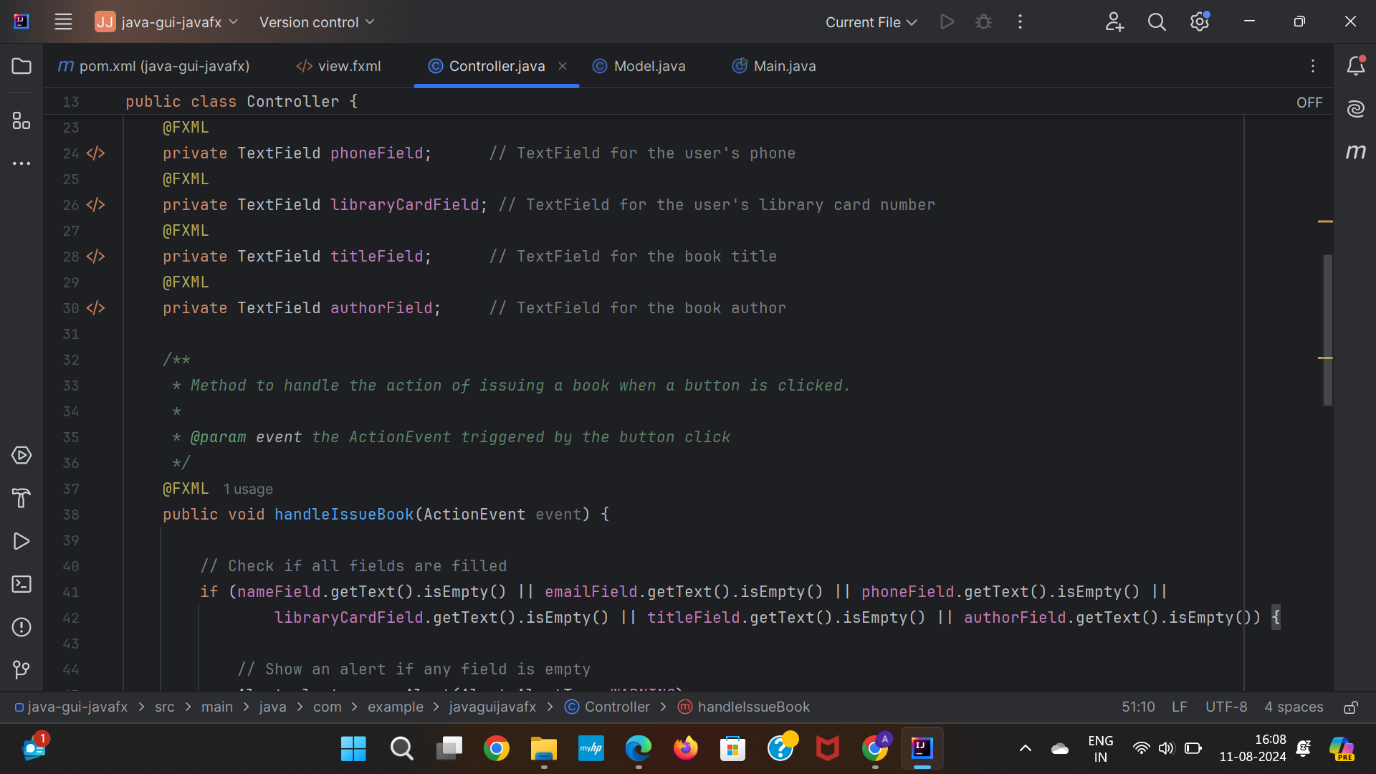 JJ java-gui-javafx Version control Current File
m pom.xml (java-gui-javafx) </> view.fxml © Controller.java © Model.java © Main.java
13 public class Controller { OFF
23 @FXML
24 </> private TextField phoneField; // TextField for the user's phone
25 @FXML
26 </> private TextField libraryCardField; // TextField for the user's library card number
27 @FXML
28 </> private TextField titleField; // TextField for the book title
29 @FXML
30 </> private TextField authorField; // TextField for the book author
31
32 /**
33 * Method to handle the action of issuing a book when a button is clicked.
34 *
35 * @param event the ActionEvent triggered by the button click
36 */
37 @FXML 1 usage
38 public void handleIssueBook(ActionEvent event) {
39
40 // Check if all fields are filled
41 if (nameField.getText().isEmpty() || emailField.getText().isEmpty() || phoneField.getText().isEmpty() ||
42 libraryCardField.getText().isEmpty() || titleField.getText().isEmpty() || authorField.getText().isEmpty()) {
43
44 // Show an alert if any field is empty
java-gui-javafx > src > main > java > com > example > javaguijavafx > © Controller > m handleIssueBook 51:10 LF UTF-8 4 spaces
1 myhp A IJ ENG IN 16:08 11-08-2024 PRE